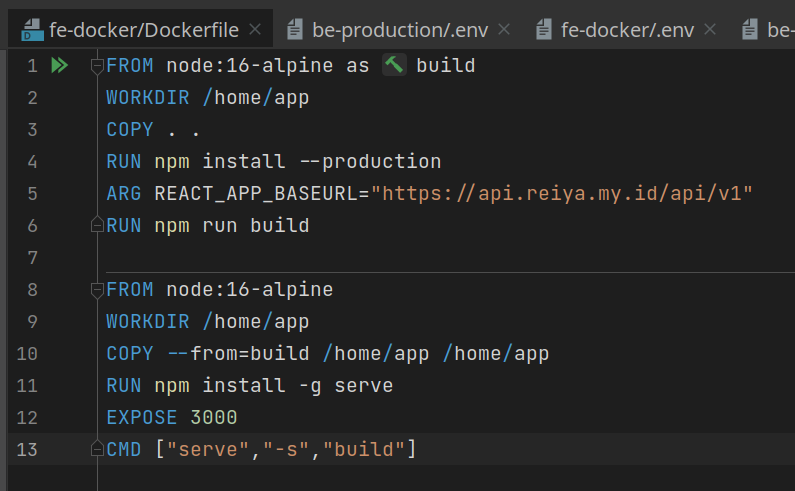 fe-docker/Dockerfile be-production/.env fe-docker/.env be-
1 FROM node:16-alpine as build
2 WORKDIR /home/app
3 COPY . .
4 RUN npm install --production
5 ARG REACT_APP_BASEURL="https://api.reiya.my.id/api/v1"
6 RUN npm run build
7
8 FROM node:16-alpine
9 WORKDIR /home/app
10 COPY --from=build /home/app /home/app
11 RUN npm install -g serve
12 EXPOSE 3000
13 CMD ["serve","-s","build"]